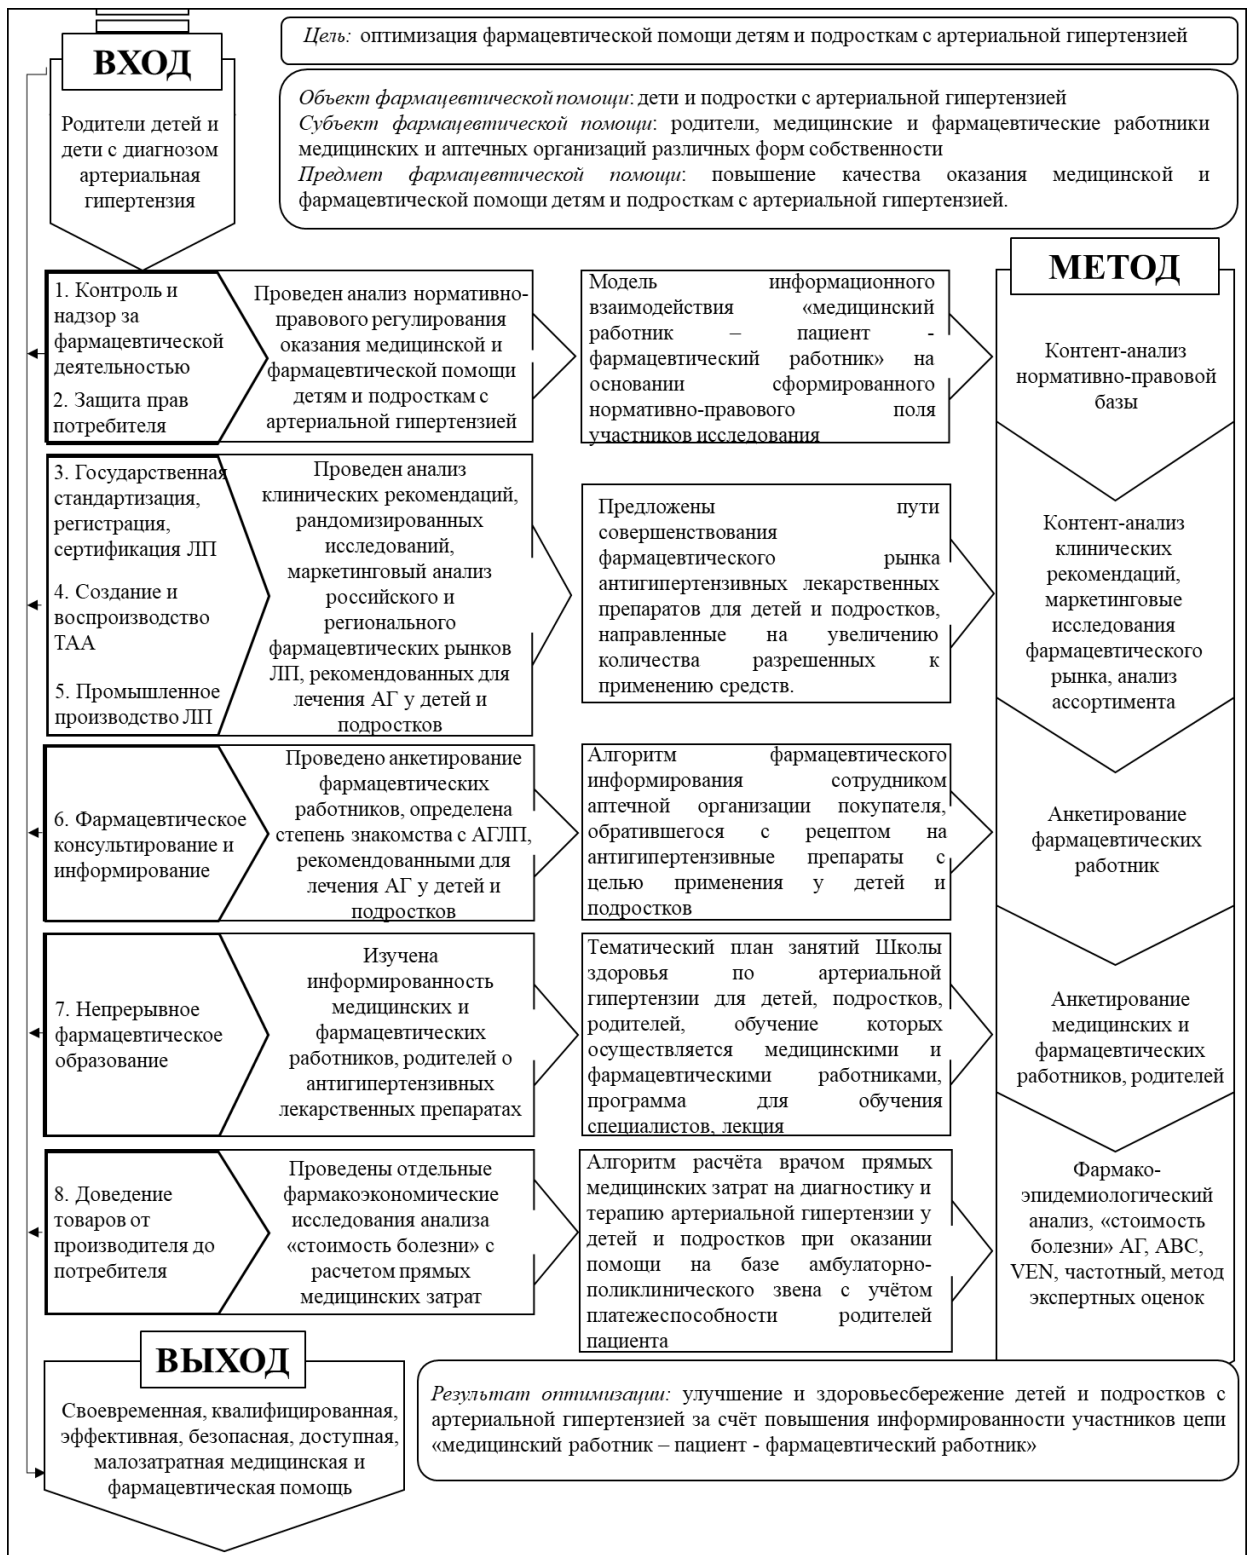 ВХОД
Родители детей и
дети с диагнозом
артериальная
гипертензия
Цель: оптимизация фармацевтической помощи детям и подросткам с артериальной гипертензией
Объект фармацевтической помощи: дети и подростки с артериальной гипертензией
Субъект фармацевтической помощи: родители, медицинские и фармацевтические работники
медицинских и аптечных организаций различных форм собственности
Предмет фармацевтической помощи: повышение качества оказания медицинской и
фармацевтической помощи детям и подросткам с артериальной гипертензией.
МЕТОД
1. Контроль и
надзор за
фармацевтической
деятельностью
2. Защита прав
потребителя
Проведен анализ нормативно-
правового регулирования
оказания медицинской и
фармацевтической помощи
детям и подросткам с
артериальной гипертензией
Модель информационного
взаимодействия «медицинский
работник – пациент -
фармацевтический работник» на
основании сформированного
нормативно-правового поля
участников исследования
Контент-анализ
нормативно-правовой
базы
3. Государственная
стандартизация,
регистрация,
сертификация ЛП
4. Создание и
воспроизводство
ТАА
5. Промышленное
производство ЛП
Проведен анализ
клинических рекомендаций,
рандомизированных
исследований,
маркетинговый анализ
российского и
регионального
фармацевтических рынков
ЛП, рекомендованных для
лечения АГ у детей и
подростков
Предложены пути
совершенствования
фармацевтического рынка
антигипертензивных лекарственных
препаратов для детей и подростков,
направленные на увеличению
количества разрешенных к
применению средств.
Контент-анализ
клинических
рекомендаций,
маркетинговые
исследования
фармацевтического
рынка, анализ
ассортимента
6. Фармацевтическое
консультирование и
информирование
Проведено анкетирование
фармацевтических
работников, определена
степень знакомства с АГЛП,
рекомендованными для
лечения АГ у детей и
подростков
Алгоритм фармацевтического
информирования сотрудником
аптечной организации покупателя,
обратившегося с рецептом на
антигипертензивные препараты с
целью применения у детей и
подростков
Анкетирование
фармацевтических
работник
7. Непрерывное
фармацевтическое
образование
Изучена
информированность
медицинских и
фармацевтических
работников, родителей о
антигипертензивных
лекарственных препаратах
Тематический план занятий Школы
здоровья по артериальной
гипертензии для детей, подростков,
родителей, обучение которых
осуществляется медицинскими и
фармацевтическими работниками,
программа для обучения
специалистов, лекция
Анкетирование
медицинских и
фармацевтических
работников, родителей
8. Доведение
товаров от
производителя до
потребителя
Проведены отдельные
фармакоэкономические
исследования анализа
«стоимость болезни» с
расчетом прямых
медицинских затрат
Алгоритм расчёта врачом прямых
медицинских затрат на диагностику и
терапию артериальной гипертензии у
детей и подростков при оказании
помощи на базе амбулаторно-
поликлинического звена с учётом
платежеспособности родителей
пациента
Фармако-
эпидемиологический
анализ, «стоимость
болезни» АГ, АВС,
VEN, частотный, метод
экспертных оценок
ВЫХОД
Своевременная, квалифицированная,
эффективная, безопасная, доступная,
малозатратная медицинская и
фармацевтическая помощь
Результат оптимизации: улучшение и здоровьесбережение детей и подростков с
артериальной гипертензией за счёт повышения информированности участников цепи
«медицинский работник – пациент - фармацевтический работник»